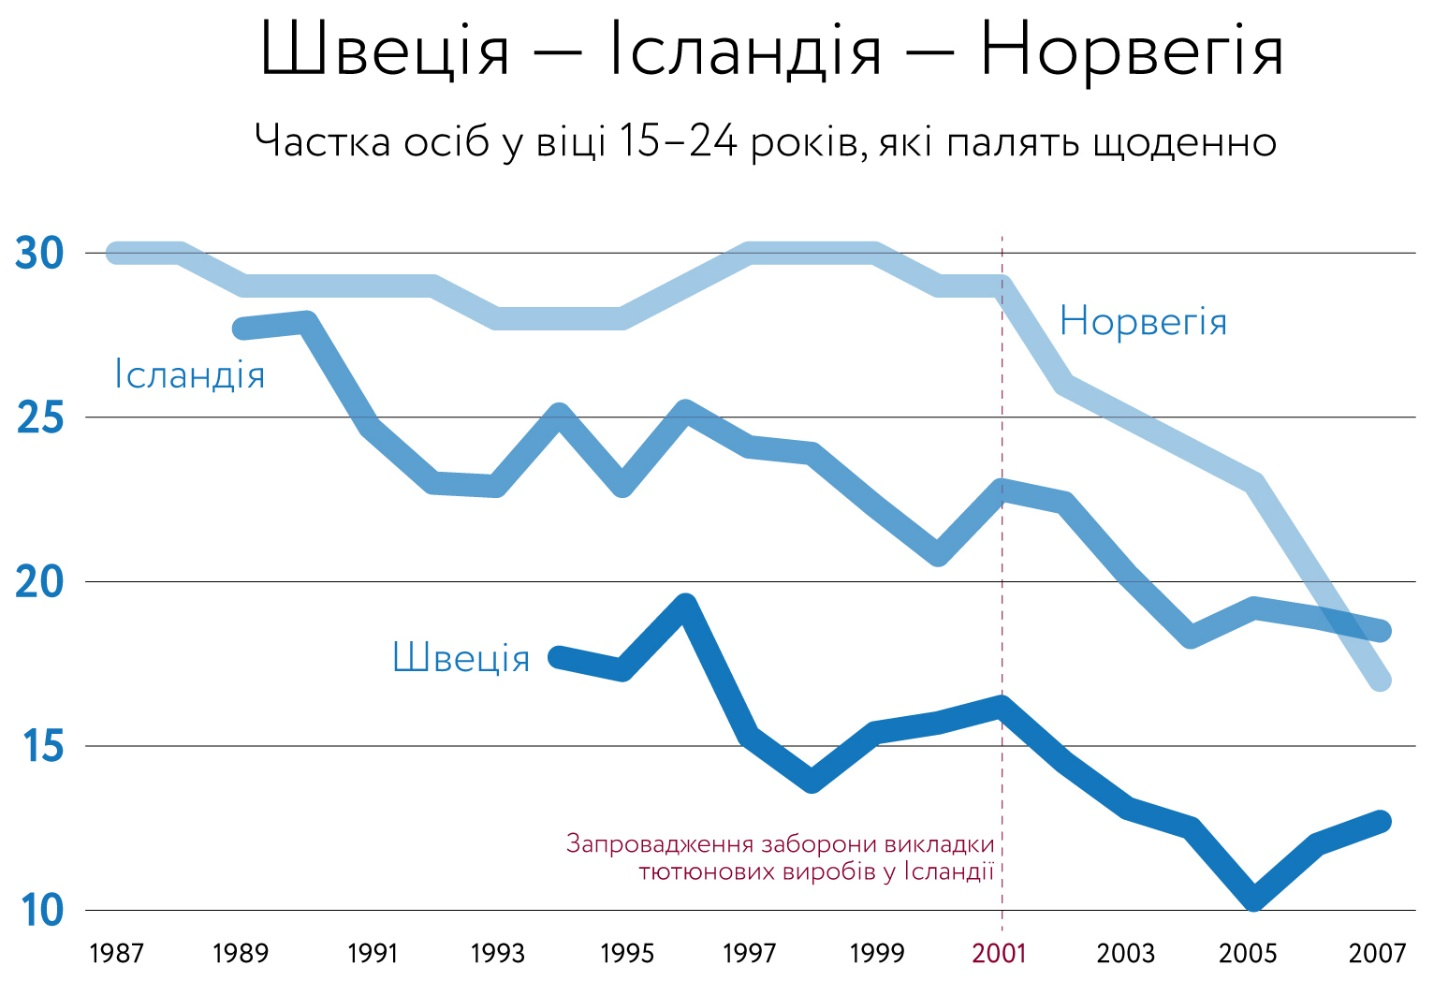 Швеція — Ісландія — Норвегія
Частка осіб у віці 15–24 років, які палять щоденно
30
Норвегія
Ісландія
25
20
Швеція
15
Запровадження заборони викладки
тютюнових виробів у Ісландії
10
1987 1989 1991 1993 1995 1997 1999 2001 2003 2005 2007